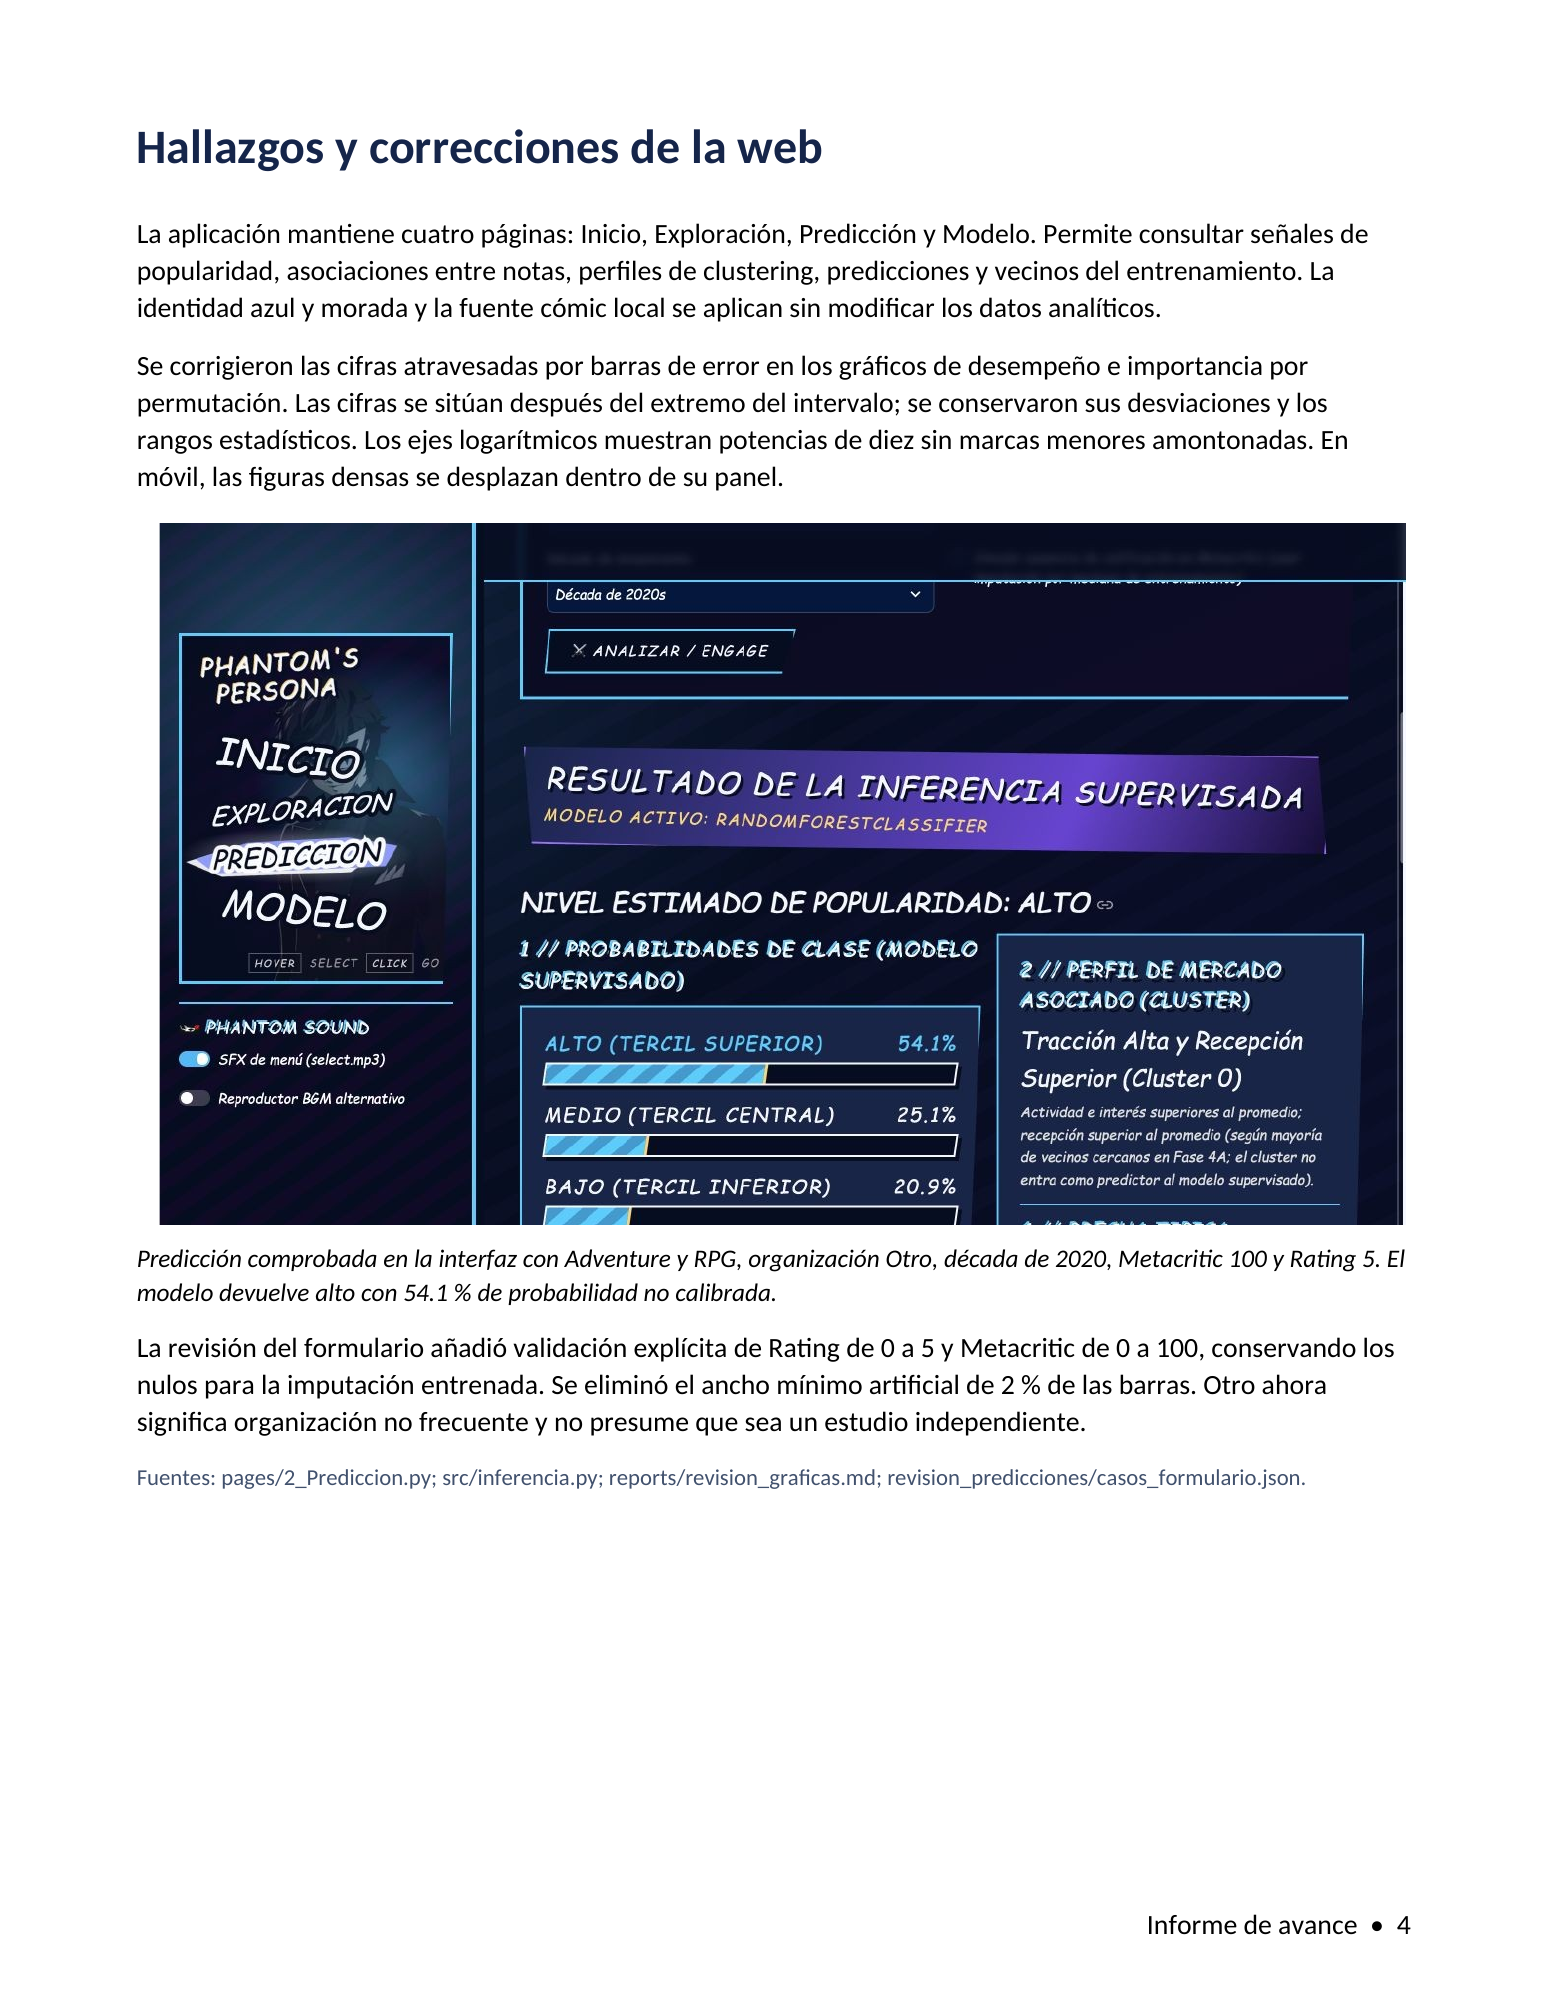 Hallazgos y correcciones de la web
La aplicación mantiene cuatro páginas: Inicio, Exploración, Predicción y Modelo. Permite consultar señales de
popularidad, asociaciones entre notas, perfiles de clustering, predicciones y vecinos del entrenamiento. La
identidad azul y morada y la fuente cómic local se aplican sin modificar los datos analíticos.
Se corrigieron las cifras atravesadas por barras de error en los gráficos de desempeño e importancia por
permutación. Las cifras se sitúan después del extremo del intervalo; se conservaron sus desviaciones y los
rangos estadísticos. Los ejes logarítmicos muestran potencias de diez sin marcas menores amontonadas. En
móvil, las figuras densas se desplazan dentro de su panel.
PHANTOM'S
PERSONA
INICIO
EXPLORACION
PREDICCION
MODELO
HOVER SELECT CLICK GO
PHANTOM SOUND
SFX de menú (select.mp3)
Reproductor BGM alternativo
Década de 2020s
ANALIZAR / ENGAGE
RESULTADO DE LA INFERENCIA SUPERVISADA
MODELO ACTIVO: RANDOMFORESTCLASSIFIER
NIVEL ESTIMADO DE POPULARIDAD: ALTO
1 // PROBABILIDADES DE CLASE (MODELO
SUPERVISADO)
ALTO (TERCIL SUPERIOR) 54.1%
MEDIO (TERCIL CENTRAL) 25.1%
BAJO (TERCIL INFERIOR) 20.9%
2 // PERFIL DE MERCADO
ASOCIADO (CLUSTER)
Tracción Alta y Recepción
Superior (Cluster 0)
Actividad e interés superiores al promedio;
recepción superior al promedio (según mayoría
de vecinos cercanos en Fase 4A; el cluster no
entra como predictor al modelo supervisado).
Predicción comprobada en la interfaz con Adventure y RPG, organización Otro, década de 2020, Metacritic 100 y Rating 5. El
modelo devuelve alto con 54.1 % de probabilidad no calibrada.
La revisión del formulario añadió validación explícita de Rating de 0 a 5 y Metacritic de 0 a 100, conservando los
nulos para la imputación entrenada. Se eliminó el ancho mínimo artificial de 2 % de las barras. Otro ahora
significa organización no frecuente y no presume que sea un estudio independiente.
Fuentes: pages/2_Prediccion.py; src/inferencia.py; reports/revision_graficas.md; revision_predicciones/casos_formulario.json.
Informe de avance • 4